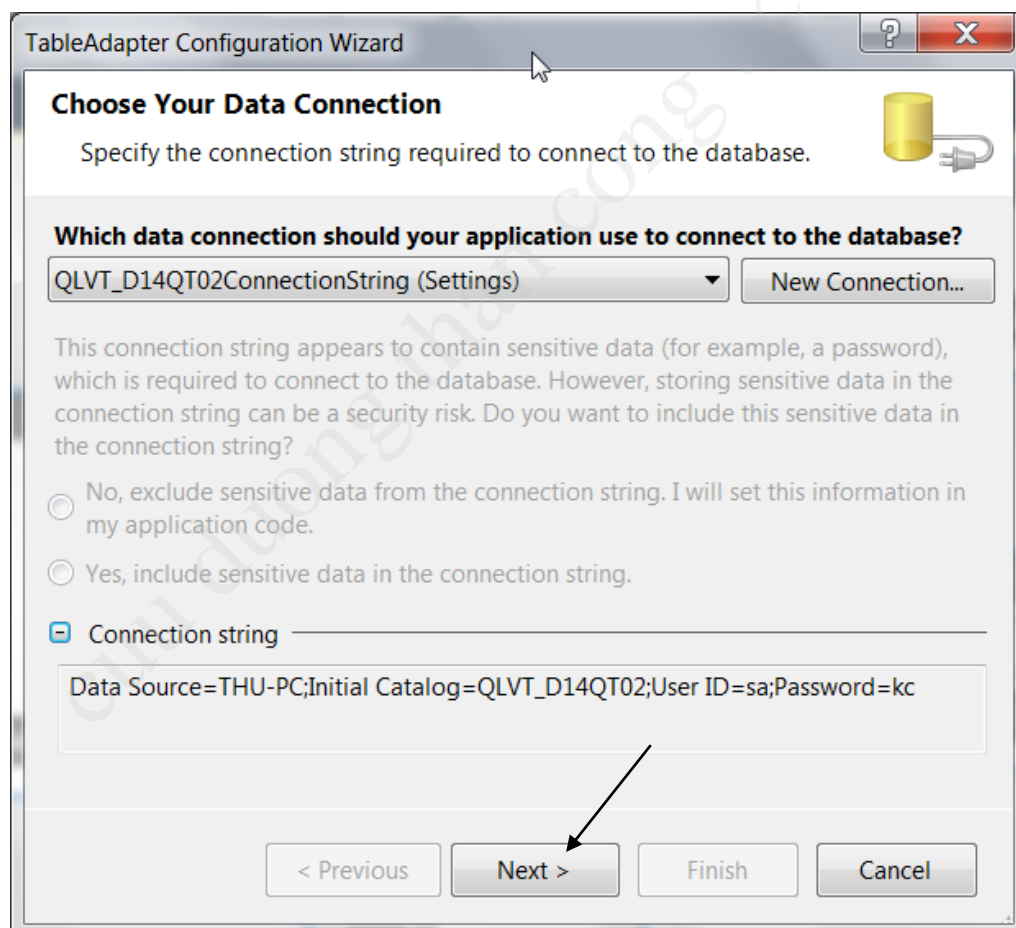 TableAdapter Configuration Wizard
Choose Your Data Connection
Specify the connection string required to connect to the database.
Which data connection should your application use to connect to the database?
QLVT_D14QT02ConnectionString (Settings)
New Connection...
This connection string appears to contain sensitive data (for example, a password),
which is required to connect to the database. However, storing sensitive data in the
connection string can be a security risk. Do you want to include this sensitive data in
the connection string?
No, exclude sensitive data from the connection string. I will set this information in
my application code.
Yes, include sensitive data in the connection string.
Connection string
Data Source=THU-PC;Initial Catalog=QLVT_D14QT02;User ID=sa;Password=kc
< Previous
Next >
Finish
Cancel
cuu duong than cong